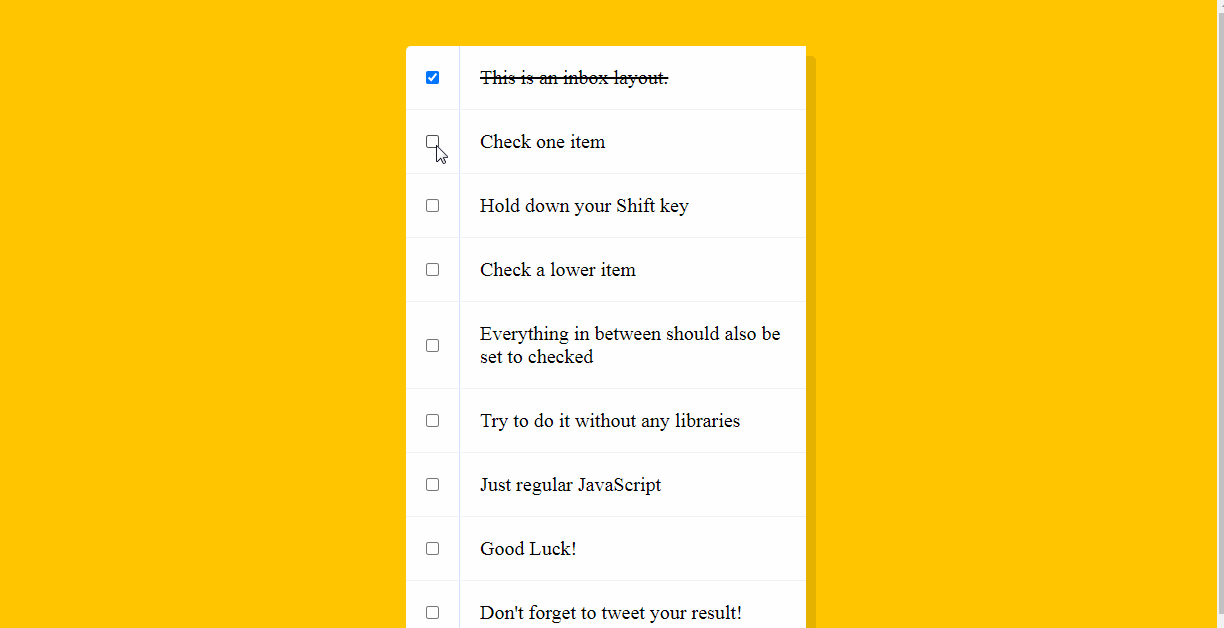 This is an inbox layout.
Check one item
Hold down your Shift key
Check a lower item
Everything in between should also be
set to checked
Try to do it without any libraries
Just regular JavaScript
Good Luck!
Don't forget to tweet your result!